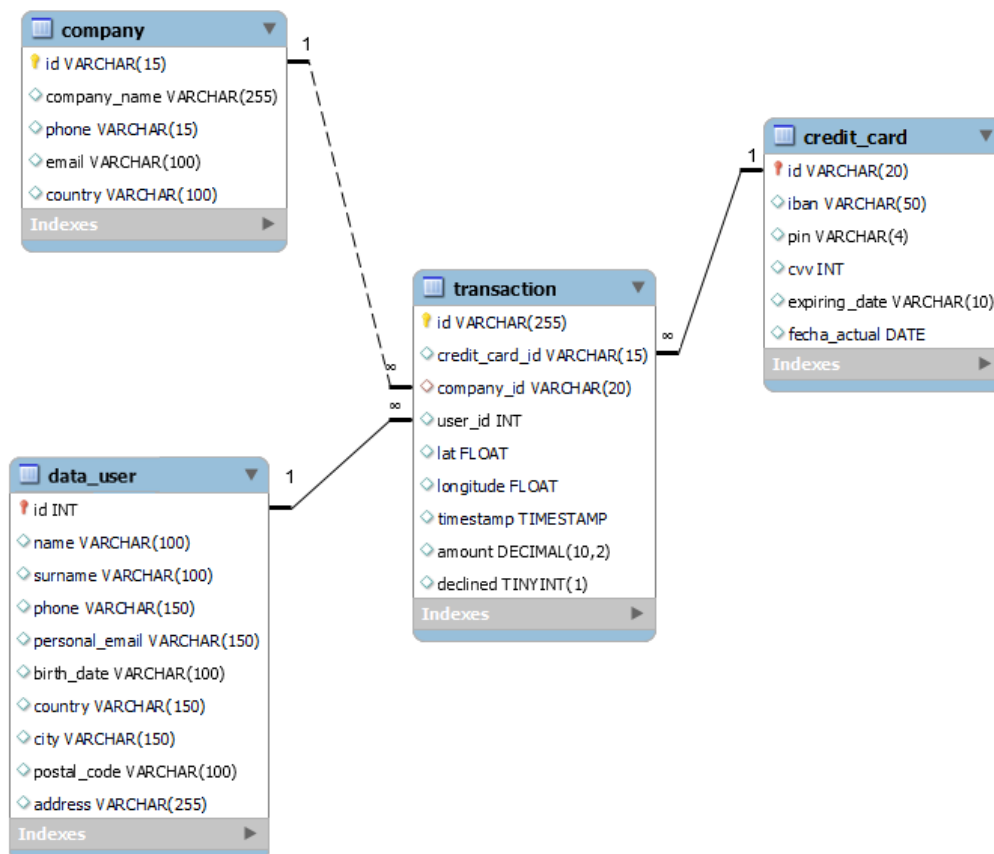 company
id VARCHAR(15)
company_name VARCHAR(255)
phone VARCHAR(15)
email VARCHAR(100)
country VARCHAR(100)
Indexes
1
∞
credit_card
id VARCHAR(20)
iban VARCHAR(50)
pin VARCHAR(4)
cvv INT
expiring_date VARCHAR(10)
fecha_actual DATE
Indexes
1
∞
transaction
id VARCHAR(255)
credit_card_id VARCHAR(15)
company_id VARCHAR(20)
user_id INT
lat FLOAT
longitude FLOAT
timestamp TIMESTAMP
amount DECIMAL(10,2)
declined TINYINT(1)
Indexes
∞
1
data_user
id INT
name VARCHAR(100)
surname VARCHAR(100)
phone VARCHAR(150)
personal_email VARCHAR(150)
birth_date VARCHAR(100)
country VARCHAR(150)
city VARCHAR(150)
postal_code VARCHAR(100)
address VARCHAR(255)
Indexes